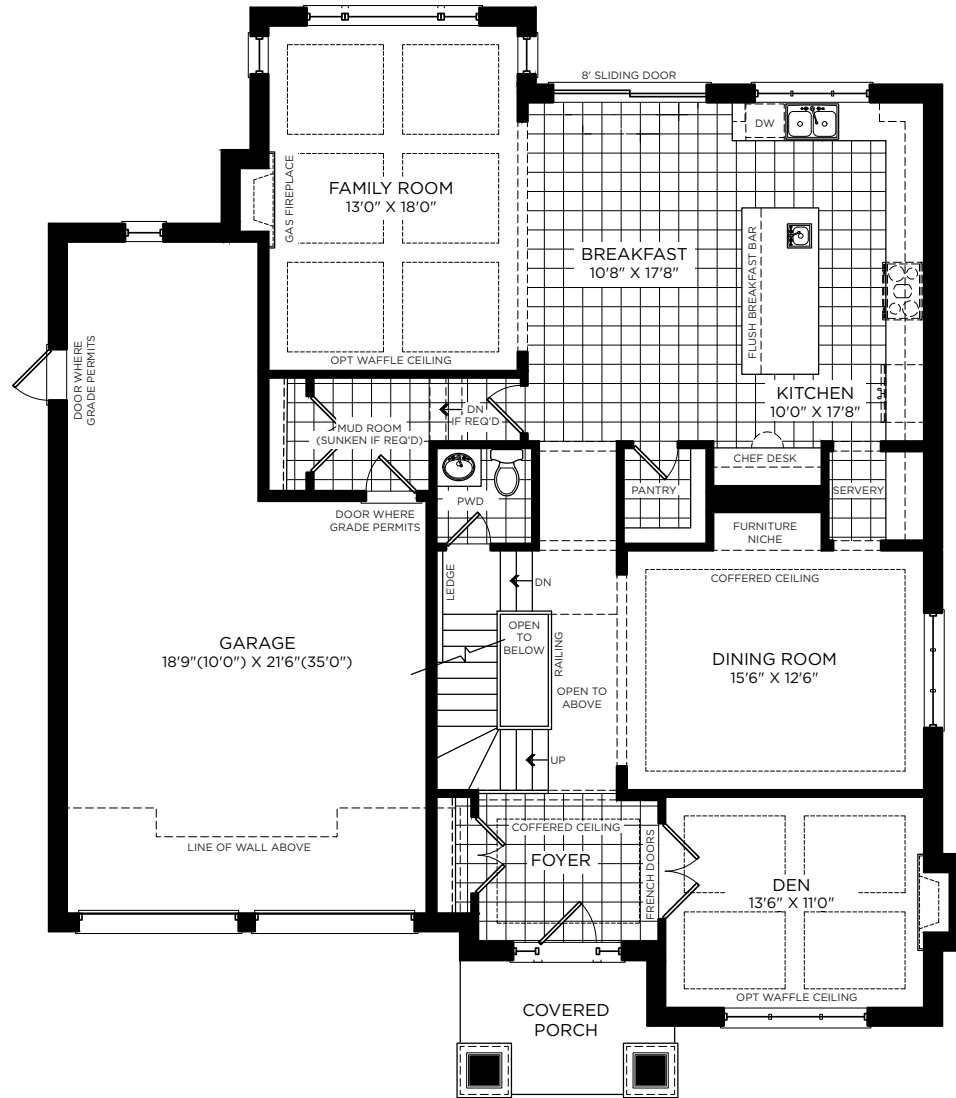 8' SLIDING DOOR
DW
GAS FIREPLACE
FAMILY ROOM
13'0" X 18'0"
BREAKFAST
10'8" X 17'8"
FLUSH BREAKFAST BAR
OPT WAFFLE CEILING
DOOR WHERE
GRADE PERMITS
KITCHEN
10'0" X 17'8"
DN
IF REQ'D
MUD ROOM
(SUNKEN IF REQ'D)
CHEF DESK
PWD
PANTRY
SERVERY
DOOR WHERE
GRADE PERMITS
FURNITURE
NICHE
LEDGE
DN
COFFERED CEILING
OPEN
TO
BELOW
RAILING
GARAGE
18'9"(10'0") X 21'6"(35'0")
DINING ROOM
15'6" X 12'6"
OPEN TO
ABOVE
UP
COFFERED CEILING
LINE OF WALL ABOVE
FOYER
FRENCH DOORS
DEN
13'6" X 11'0"
OPT WAFFLE CEILING
COVERED
PORCH